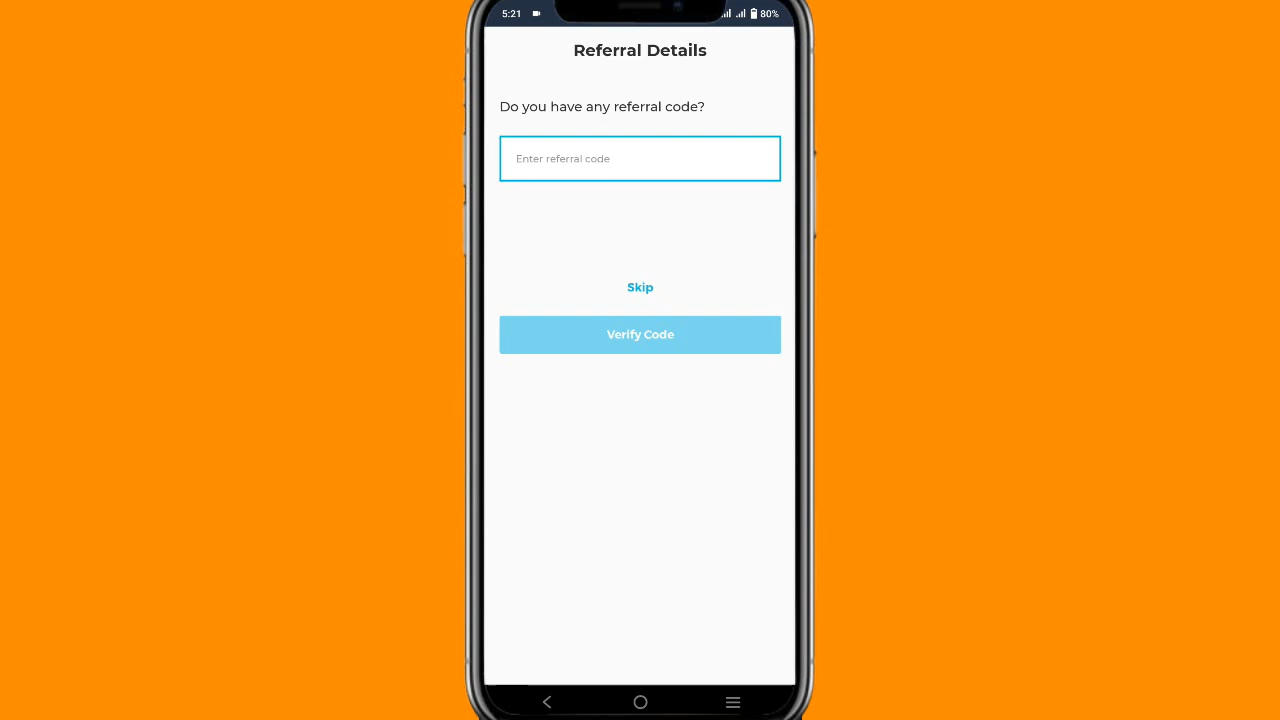 5:21 80%
Referral Details
Do you have any referral code?
Enter referral code
Skip
Verify Code